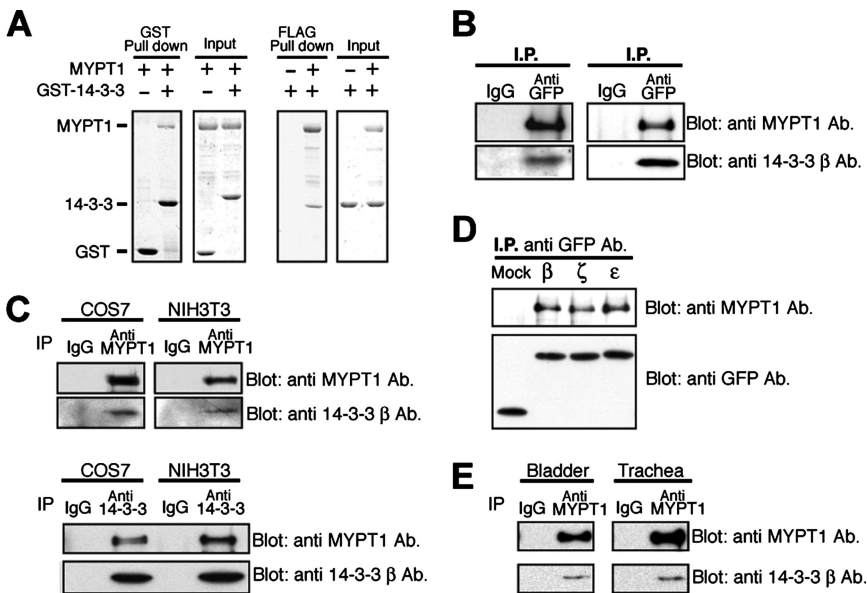 A
GST Pull down
Input
FLAG Pull down
Input
MYPT1 + + + + − + − +
GST-14-3-3 − + − + + + + +
MYPT1
14-3-3
GST
B
I.P. I.P.
IgG Anti GFP IgG Anti GFP
Blot: anti MYPT1 Ab.
Blot: anti 14-3-3 β Ab.
C
COS7 NIH3T3
IP IgG Anti MYPT1 IgG Anti MYPT1
Blot: anti MYPT1 Ab.
Blot: anti 14-3-3 β Ab.
COS7 NIH3T3
IP IgG Anti 14-3-3 IgG Anti 14-3-3
Blot: anti MYPT1 Ab.
Blot: anti 14-3-3 β Ab.
D
I.P. anti GFP Ab.
Mock β ζ ε
Blot: anti MYPT1 Ab.
Blot: anti GFP Ab.
E
Bladder Trachea
IP IgG Anti MYPT1 IgG Anti MYPT1
Blot: anti MYPT1 Ab.
Blot: anti 14-3-3 β Ab.